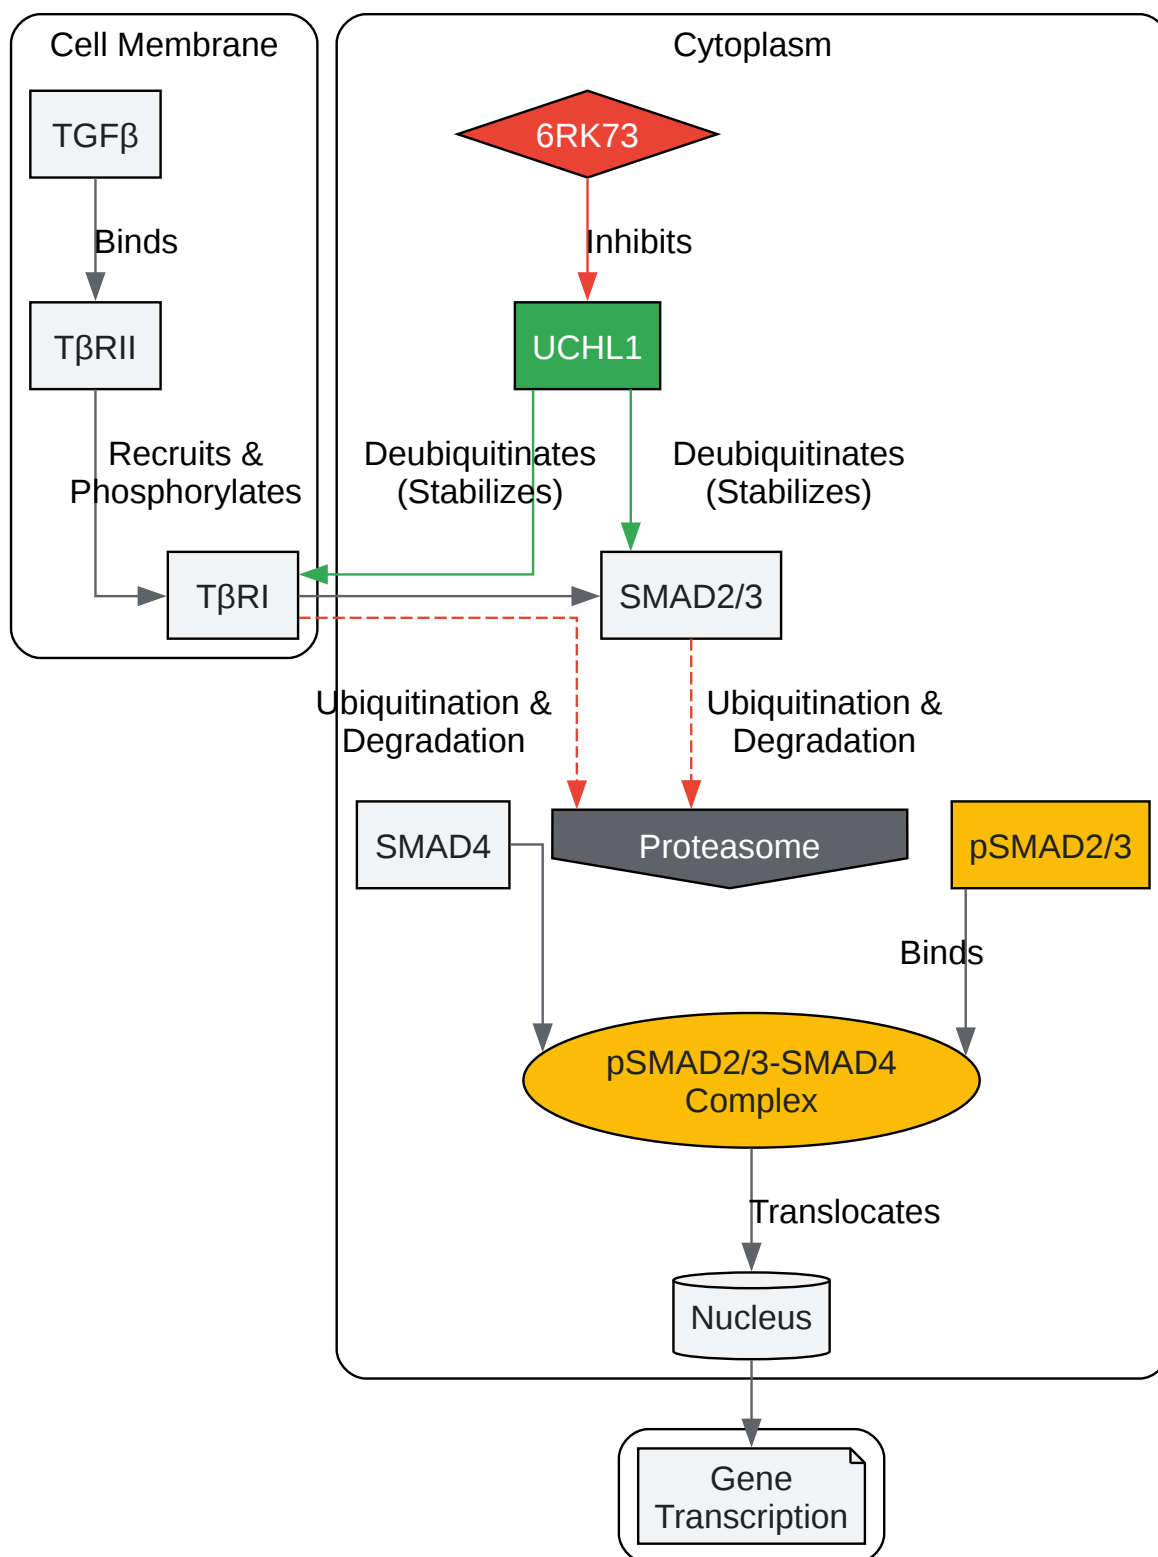 Cell Membrane
Cytoplasm
TGFβ
6RK73
Binds
Inhibits
TβRII
UCHL1
Recruits &
Phosphorylates
Deubiquitinates
(Stabilizes)
Deubiquitinates
(Stabilizes)
TβRI
SMAD2/3
Ubiquitination &
Degradation
Ubiquitination &
Degradation
SMAD4
Proteasome
pSMAD2/3
Binds
pSMAD2/3-SMAD4
Complex
Translocates
Nucleus
Gene
Transcription